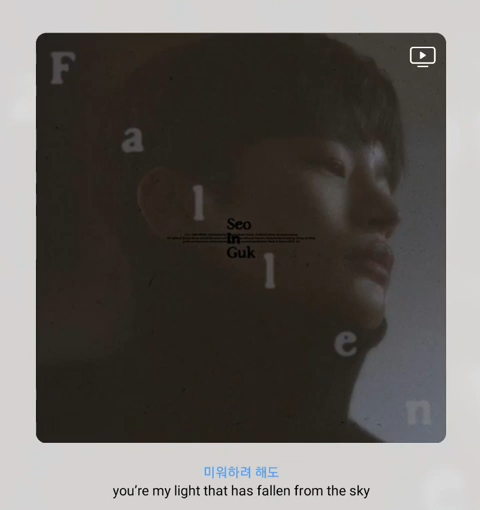 Fallen
Seo
In
Guk
미워하려 해도
you're my light that has fallen from the sky